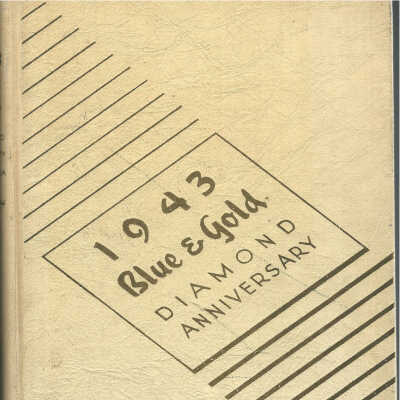 1943
Blue & Gold
DIAMOND
ANNIVERSARY